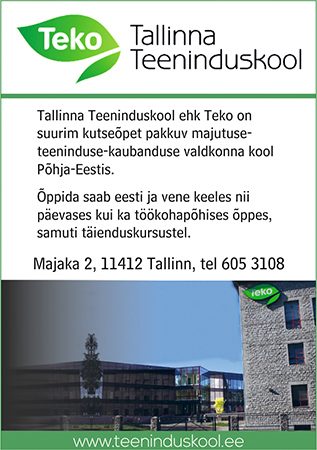 Teko
Tallinna
Teeninduskool
Tallinna Teeninduskool ehk Teko on
suurim kutseõpet pakkuv majutuse-
teeninduse-kaubanduse valdkonna kool
Põhja-Eestis.
Õppida saab eesti ja vene keeles nii
päevases kui ka töökohapõhises õppes,
samuti täienduskursustel.
Majaka 2, 11412 Tallinn, tel 605 3108
Teko
www.teeninduskool.ee